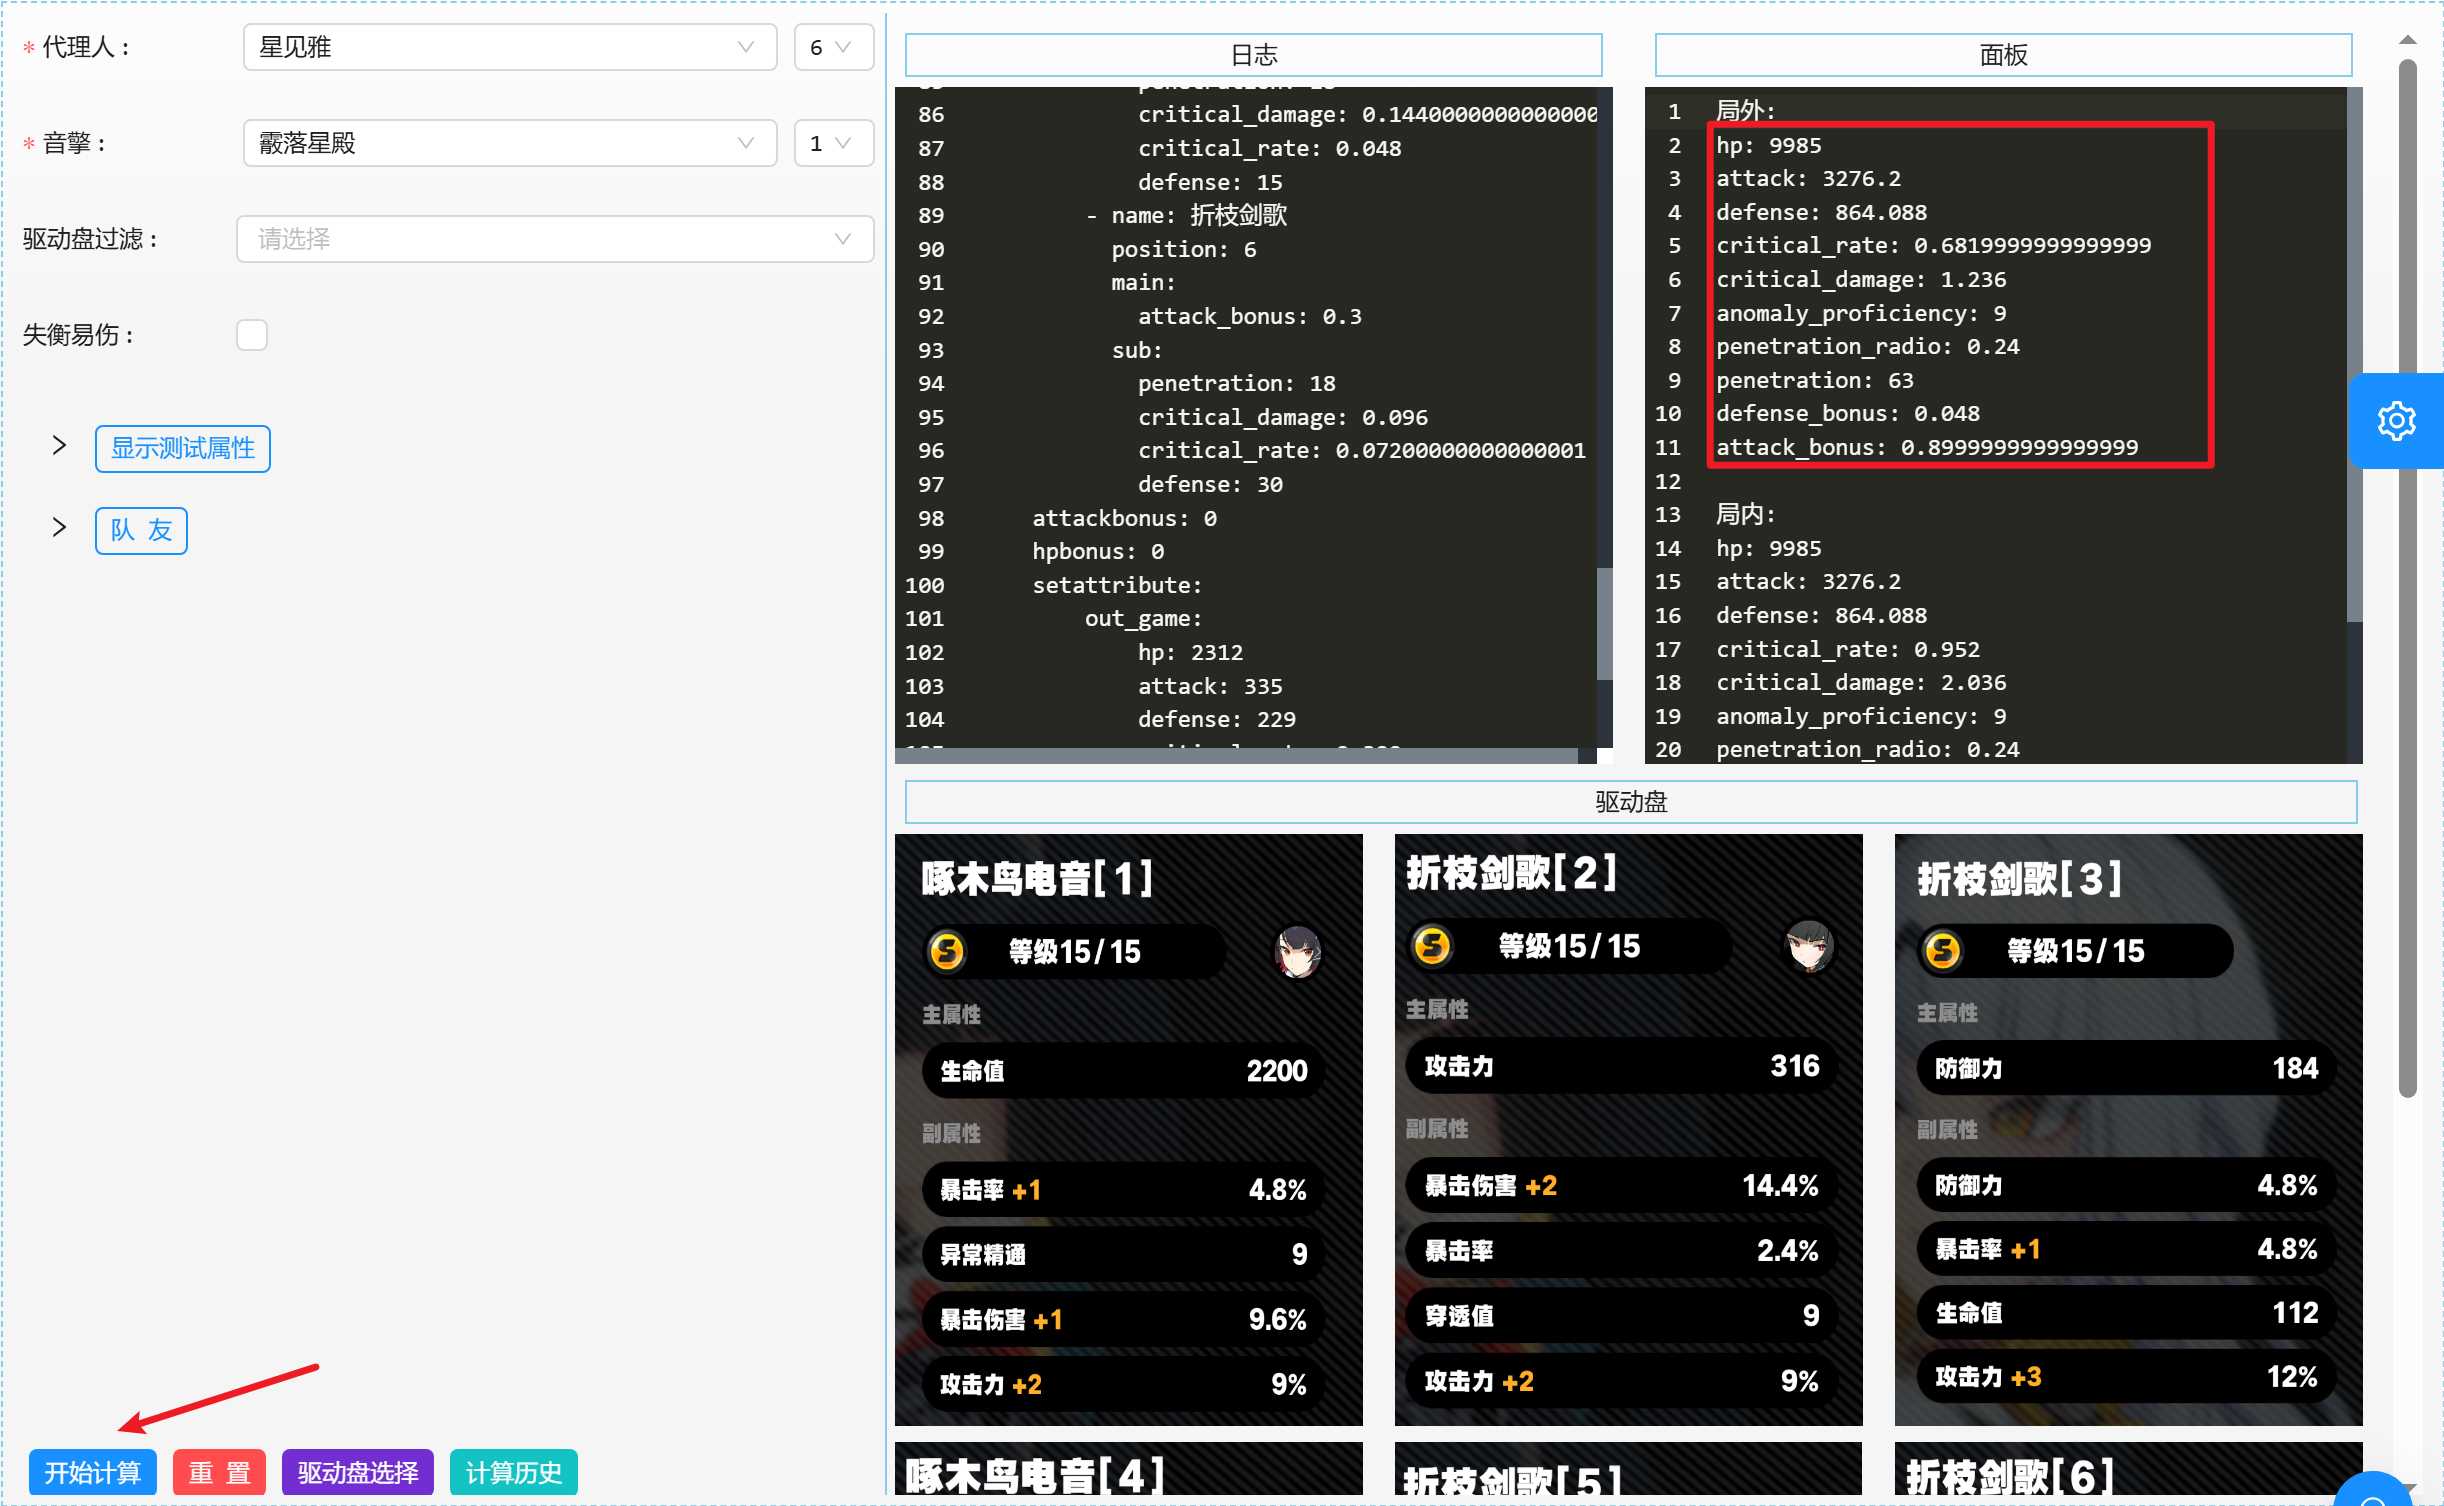 * 代理人 :
星见雅
6
* 音擎 :
霰落星殿
1
驱动盘过滤 :
请选择
失衡易伤 :
显示测试属性
队 友
开始计算
重 置
驱动盘选择
计算历史
日志
86 critical_damage: 0.1440000000000000
87 critical_rate: 0.048
88 defense: 15
89 - name: 折枝剑歌
90 position: 6
91 main:
92 attack_bonus: 0.3
93 sub:
94 penetration: 18
95 critical_damage: 0.096
96 critical_rate: 0.07200000000000001
97 defense: 30
98 attackbonus: 0
99 hpbonus: 0
100 setattribute:
101 out_game:
102 hp: 2312
103 attack: 335
104 defense: 229
面板
1 局外:
2 hp: 9985
3 attack: 3276.2
4 defense: 864.088
5 critical_rate: 0.6819999999999999
6 critical_damage: 1.236
7 anomaly_proficiency: 9
8 penetration_radio: 0.24
9 penetration: 63
10 defense_bonus: 0.048
11 attack_bonus: 0.8999999999999999
12
13 局内:
14 hp: 9985
15 attack: 3276.2
16 defense: 864.088
17 critical_rate: 0.952
18 critical_damage: 2.036
19 anomaly_proficiency: 9
20 penetration_radio: 0.24
驱动盘
啄木鸟电音[1]
S 等级15/15
主属性
生命值 2200
副属性
暴击率 +1 4.8%
异常精通 9
暴击伤害 +1 9.6%
攻击力 +2 9%
折枝剑歌[2]
S 等级15/15
主属性
攻击力 316
副属性
暴击伤害 +2 14.4%
暴击率 2.4%
穿透值 9
攻击力 +2 9%
折枝剑歌[3]
S 等级15/15
主属性
防御力 184
副属性
防御力 4.8%
暴击率 +1 4.8%
生命值 112
攻击力 +3 12%
啄木鸟电音[4]
折枝剑歌[5]
折枝剑歌[6]